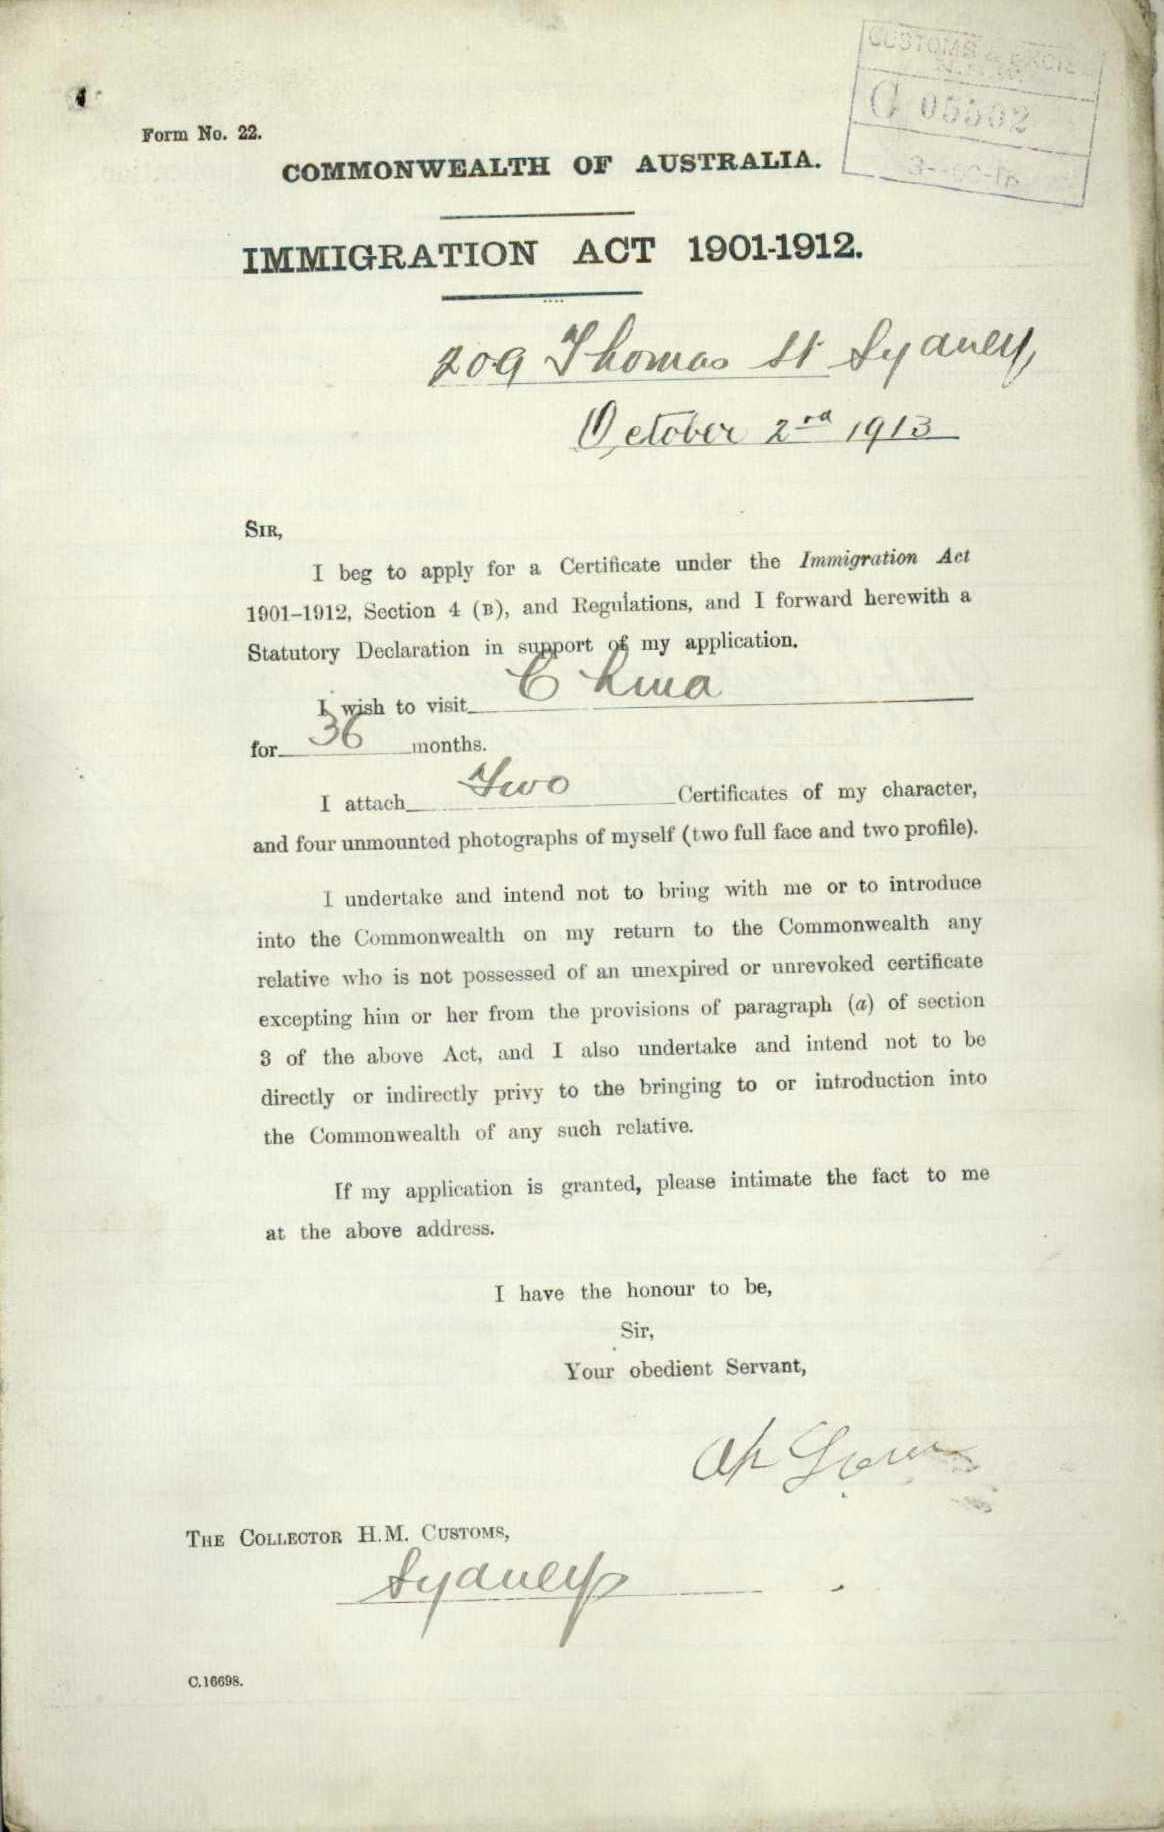 CUSTOMS & EXCISE
C 05502
Form No. 22.
COMMONWEALTH OF AUSTRALIA.
IMMIGRATION ACT 1901-1912.
209 Thomas St Sydney
October 2nd 1913
SIR,
I beg to apply for a Certificate under the Immigration Act
1901–1912, Section 4 (B), and Regulations, and I forward herewith a
Statutory Declaration in support of my application.
I wish to visit China
for 36 months.
I attach Two Certificates of my character,
and four unmounted photographs of myself (two full face and two profile).
I undertake and intend not to bring with me or to introduce
into the Commonwealth on my return to the Commonwealth any
relative who is not possessed of an unexpired or unrevoked certificate
excepting him or her from the provisions of paragraph (a) of section
3 of the above Act, and I also undertake and intend not to be
directly or indirectly privy to the bringing to or introduction into
the Commonwealth of any such relative.
If my application is granted, please intimate the fact to me
at the above address.
I have the honour to be,
Sir,
Your obedient Servant,
Ah
THE COLLECTOR H.M. CUSTOMS,
Sydney
C.16698.